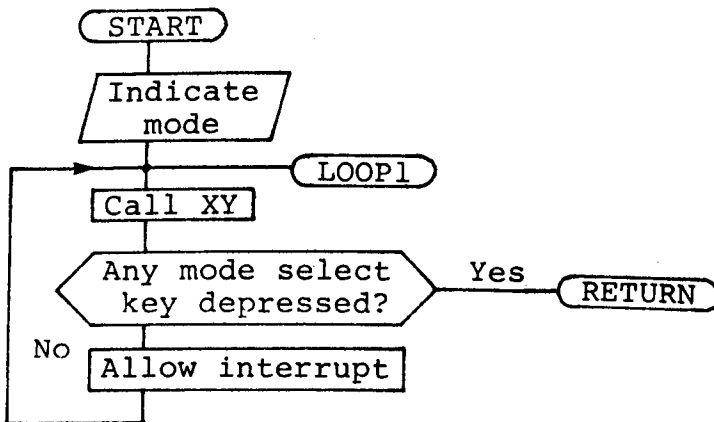 START
Indicate
mode
LOOP1
Call XY
Any mode select
key depressed?
Yes
RETURN
No
Allow interrupt